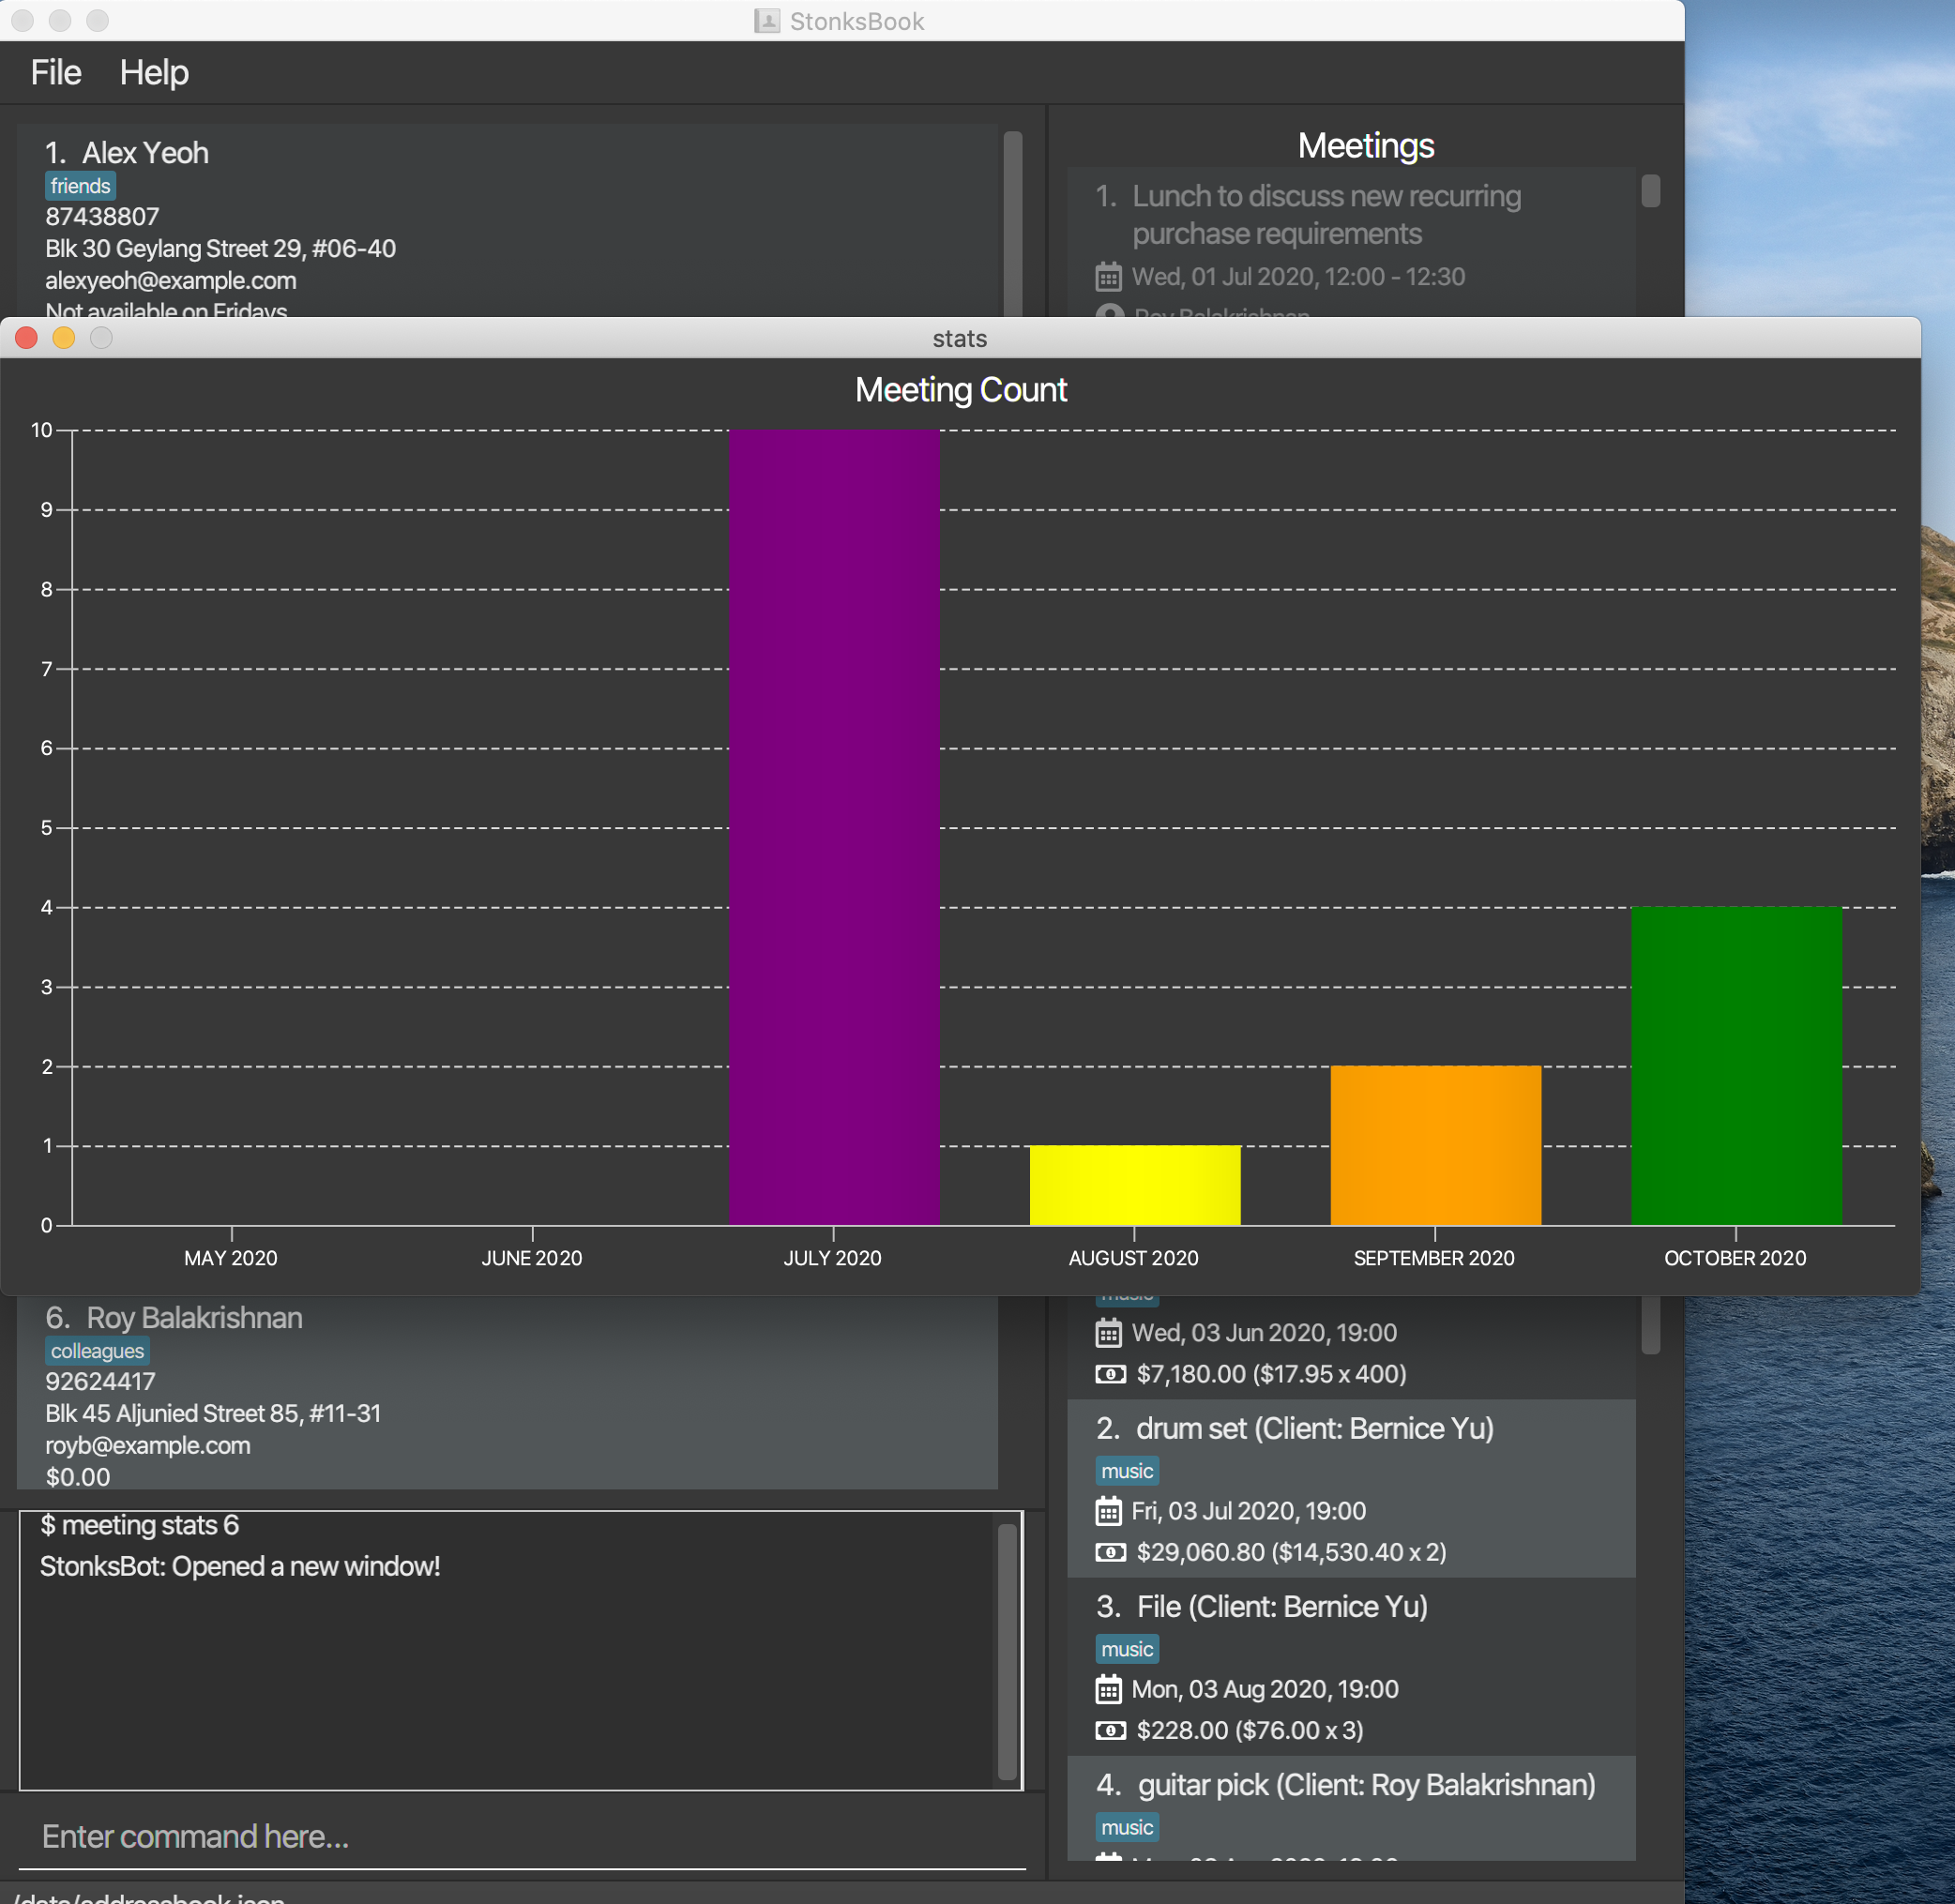 StonksBook
File Help
1. Alex Yeoh
friends
87438807
Blk 30 Geylang Street 29, #06-40
alexyeoh@example.com
Not available on Fridays
Meetings
1. Lunch to discuss new recurring
purchase requirements
Wed, 01 Jul 2020, 12:00 - 12:30
Roy Balakrishnan
stats
Meeting Count
10
9
8
7
6
5
4
3
2
1
0
MAY 2020 JUNE 2020 JULY 2020 AUGUST 2020 SEPTEMBER 2020 OCTOBER 2020
6. Roy Balakrishnan
colleagues
92624417
Blk 45 Aljunied Street 85, #11-31
royb@example.com
$0.00
$ meeting stats 6
StonksBot: Opened a new window!
Enter command here...
music
Wed, 03 Jun 2020, 19:00
$7,180.00 ($17.95 x 400)
2. drum set (Client: Bernice Yu)
music
Fri, 03 Jul 2020, 19:00
$29,060.80 ($14,530.40 x 2)
3. File (Client: Bernice Yu)
music
Mon, 03 Aug 2020, 19:00
$228.00 ($76.00 x 3)
4. guitar pick (Client: Roy Balakrishnan)
music
/data/addressbook.json